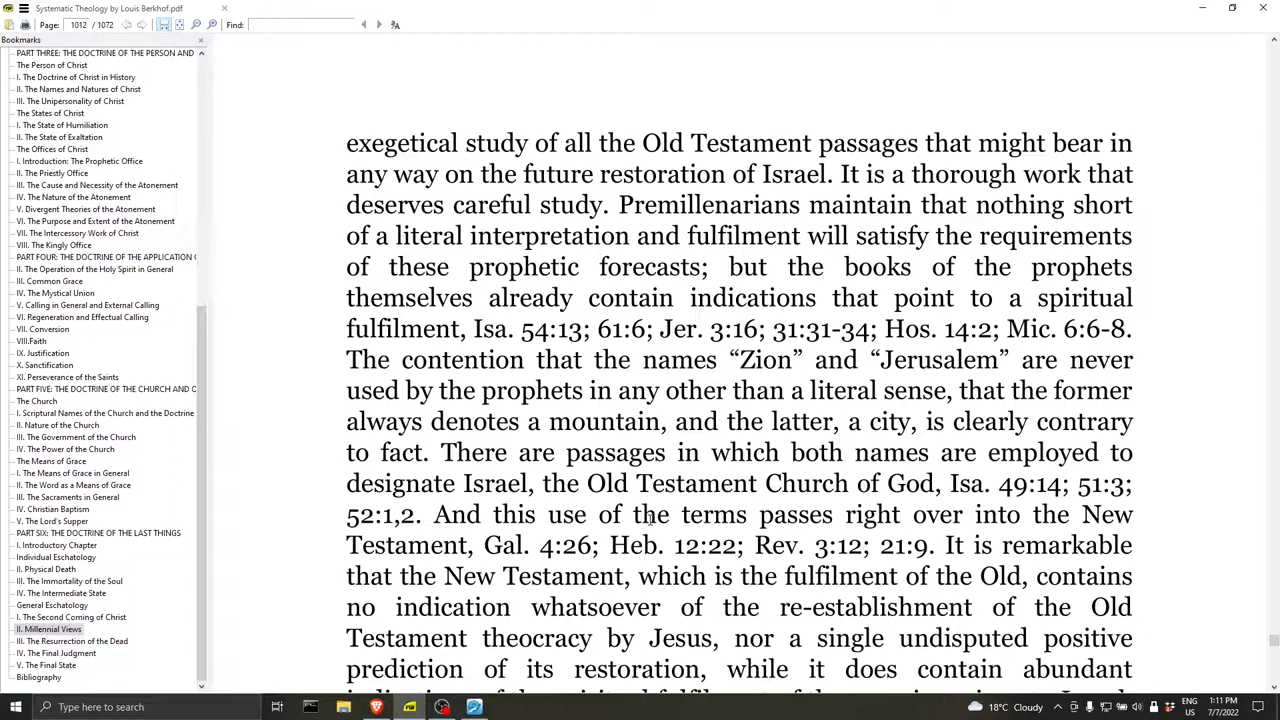 Systematic Theology by Louis Berkhof.pdf
Page: 1012 / 1072 Find:
Bookmarks
PART THREE: THE DOCTRINE OF THE PERSON AND
The Person of Christ
I. The Doctrine of Christ in History
II. The Names and Natures of Christ
III. The Unipersonality of Christ
The States of Christ
I. The State of Humiliation
II. The State of Exaltation
The Offices of Christ
I. Introduction: The Prophetic Office
II. The Priestly Office
III. The Cause and Necessity of the Atonement
IV. The Nature of the Atonement
V. Divergent Theories of the Atonement
VI. The Purpose and Extent of the Atonement
VII. The Intercessory Work of Christ
VIII. The Kingly Office
PART FOUR: THE DOCTRINE OF THE APPLICATION
II. The Operation of the Holy Spirit in General
III. Common Grace
IV. The Mystical Union
V. Calling in General and External Calling
VI. Regeneration and Effectual Calling
VII. Conversion
VIII.Faith
IX. Justification
X. Sanctification
XI. Perseverance of the Saints
PART FIVE: THE DOCTRINE OF THE CHURCH AND
The Church
I. Scriptural Names of the Church and the Doctrine
II. Nature of the Church
III. The Government of the Church
IV. The Power of the Church
The Means of Grace
I. The Means of Grace in General
II. The Word as a Means of Grace
III. The Sacraments in General
IV. Christian Baptism
V. The Lord's Supper
PART SIX: THE DOCTRINE OF THE LAST THINGS
I. Introductory Chapter
Individual Eschatology
II. Physical Death
III. The Immortality of the Soul
IV. The Intermediate State
General Eschatology
I. The Second Coming of Christ
II. Millennial Views
III. The Resurrection of the Dead
IV. The Final Judgment
V. The Final State
Bibliography
exegetical study of all the Old Testament passages that might bear in
any way on the future restoration of Israel. It is a thorough work that
deserves careful study. Premillenarians maintain that nothing short
of a literal interpretation and fulfilment will satisfy the requirements
of these prophetic forecasts; but the books of the prophets
themselves already contain indications that point to a spiritual
fulfilment, Isa. 54:13; 61:6; Jer. 3:16; 31:31-34; Hos. 14:2; Mic. 6:6-8.
The contention that the names “Zion” and “Jerusalem” are never
used by the prophets in any other than a literal sense, that the former
always denotes a mountain, and the latter, a city, is clearly contrary
to fact. There are passages in which both names are employed to
designate Israel, the Old Testament Church of God, Isa. 49:14; 51:3;
52:1,2. And this use of the terms passes right over into the New
Testament, Gal. 4:26; Heb. 12:22; Rev. 3:12; 21:9. It is remarkable
that the New Testament, which is the fulfilment of the Old, contains
no indication whatsoever of the re-establishment of the Old
Testament theocracy by Jesus, nor a single undisputed positive
prediction of its restoration, while it does contain abundant
Type here to search
18°C Cloudy
ENG
US
1:11 PM
7/7/2022